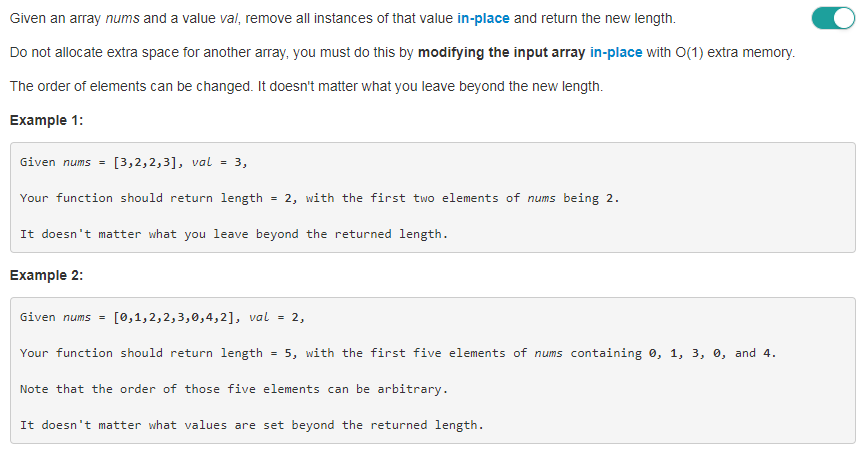 Given an array nums and a value val, remove all instances of that value in-place and return the new length.
Do not allocate extra space for another array, you must do this by modifying the input array in-place with O(1) extra memory.
The order of elements can be changed. It doesn't matter what you leave beyond the new length.
Example 1:
Given nums = [3,2,2,3], val = 3,
Your function should return length = 2, with the first two elements of nums being 2.
It doesn't matter what you leave beyond the returned length.
Example 2:
Given nums = [0,1,2,2,3,0,4,2], val = 2,
Your function should return length = 5, with the first five elements of nums containing 0, 1, 3, 0, and 4.
Note that the order of those five elements can be arbitrary.
It doesn't matter what values are set beyond the returned length.